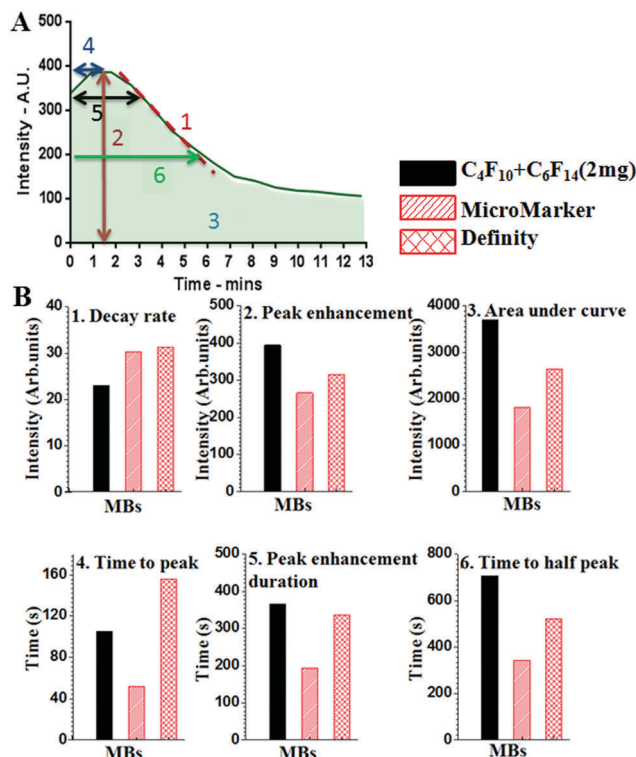 A
500
400
300
200
100
0
Intensity - A.U.
4
5
2
1
6
3
0 1 2 3 4 5 6 7 8 9 10 11 12 13
Time - mins
C₄F₁₀+C₆F₁₄(2mg)
MicroMarker
Definity
B
1. Decay rate
40
30
20
10
0
Intensity (Arb.units)
MBs
2. Peak enhancement
500
400
300
200
100
0
Intensity (Arb.units)
MBs
3. Area under curve
4000
3000
2000
1000
0
Intensity (Arb.units)
MBs
4. Time to peak
160
120
80
40
0
Time (s)
MBs
5. Peak enhancement
duration
500
400
300
200
100
0
Time (s)
MBs
6. Time to half peak
800
600
400
200
0
Time (s)
MBs